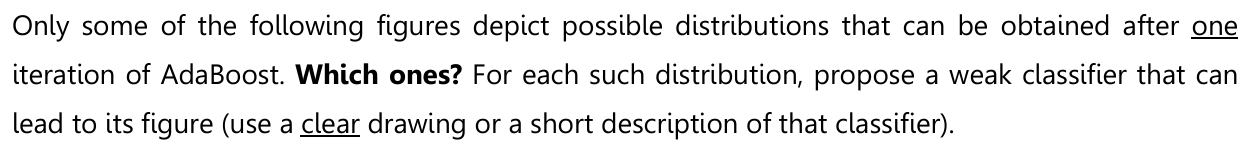 Only some of the following figures depict possible distributions that can be obtained after one
iteration of AdaBoost. Which ones? For each such distribution, propose a weak classifier that can
lead to its figure (use a clear drawing or a short description of that classifier).